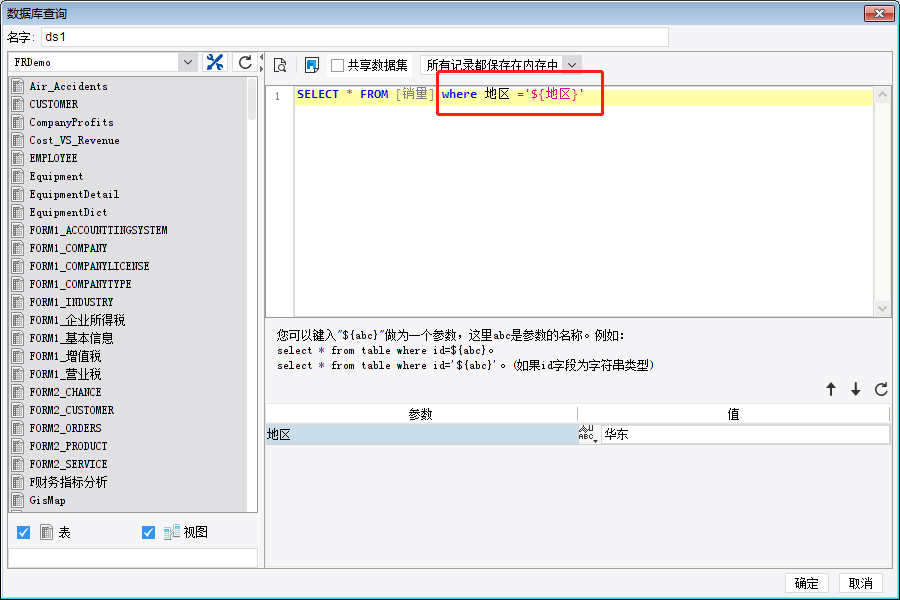 数据库查询
名字: ds1
FRDemo
共享数据集
所有记录都保存在内存中
1
SELECT * FROM [销量] where 地区 ='${地区}'
Air_Accidents
CUSTOMER
CompanyProfits
Cost_VS_Revenue
EMPLOYEE
Equipment
EquipmentDetail
EquipmentDict
FORM1_ACCOUNTTINGSYSTEM
FORM1_COMPANY
FORM1_COMPANYLICENSE
FORM1_COMPANYTYPE
FORM1_INDUSTRY
FORM1_企业所得税
FORM1_基本信息
FORM1_增值税
FORM1_营业税
FORM2_CHANCE
FORM2_CUSTOMER
FORM2_ORDERS
FORM2_PRODUCT
FORM2_SERVICE
F财务指标分析
GisMap
表
视图
您可以键入"${abc}"做为一个参数，这里abc是参数的名称。例如：
select * from table where id=${abc}。
select * from table where id='${abc}'。(如果id字段为字符串类型)
参数 值
地区 ABC 华东
确定 取消